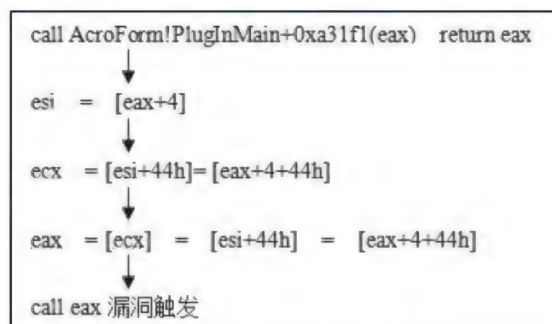 call AcroForm!PlugInMain+0xa31f1(eax) return eax
esi = [eax+4]
ecx = [esi+44h]= [eax+4+44h]
eax = [ecx] = [esi+44h] = [eax+4+44h]
call eax 漏洞触发